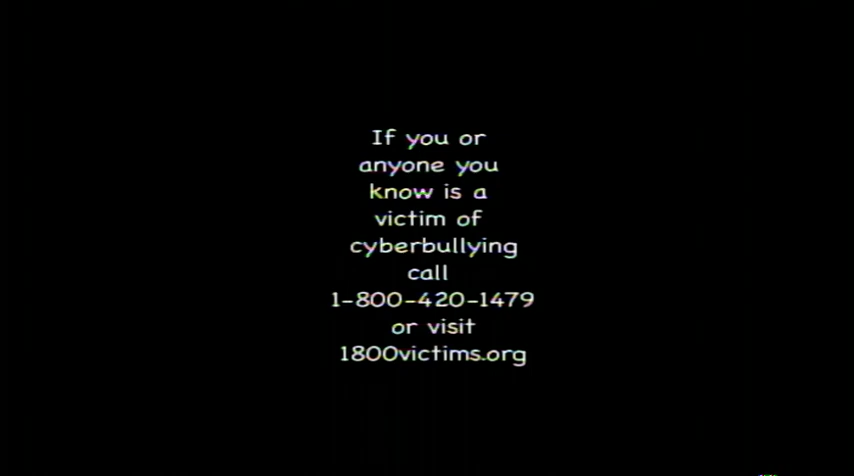 If you or
anyone you
know is a
victim of
cyberbullying
call
1-800-420-1479
or visit
1800victims.org